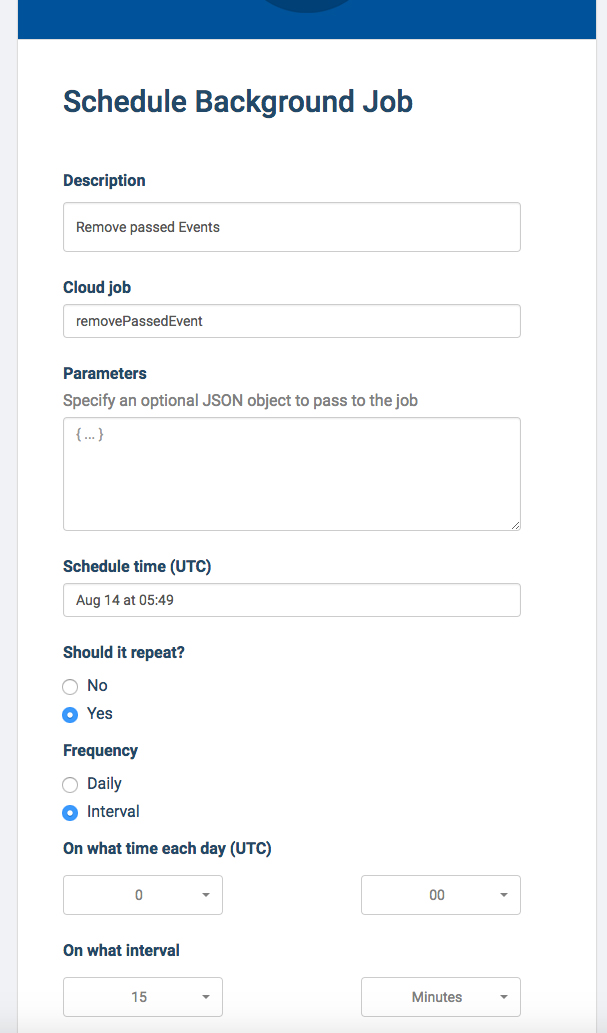 Schedule Background Job
Description
Remove passed Events
Cloud job
removePassedEvent
Parameters
Specify an optional JSON object to pass to the job
{ ... }
Schedule time (UTC)
Aug 14 at 05:49
Should it repeat?
No
Yes
Frequency
Daily
Interval
On what time each day (UTC)
0 00
On what interval
15 Minutes